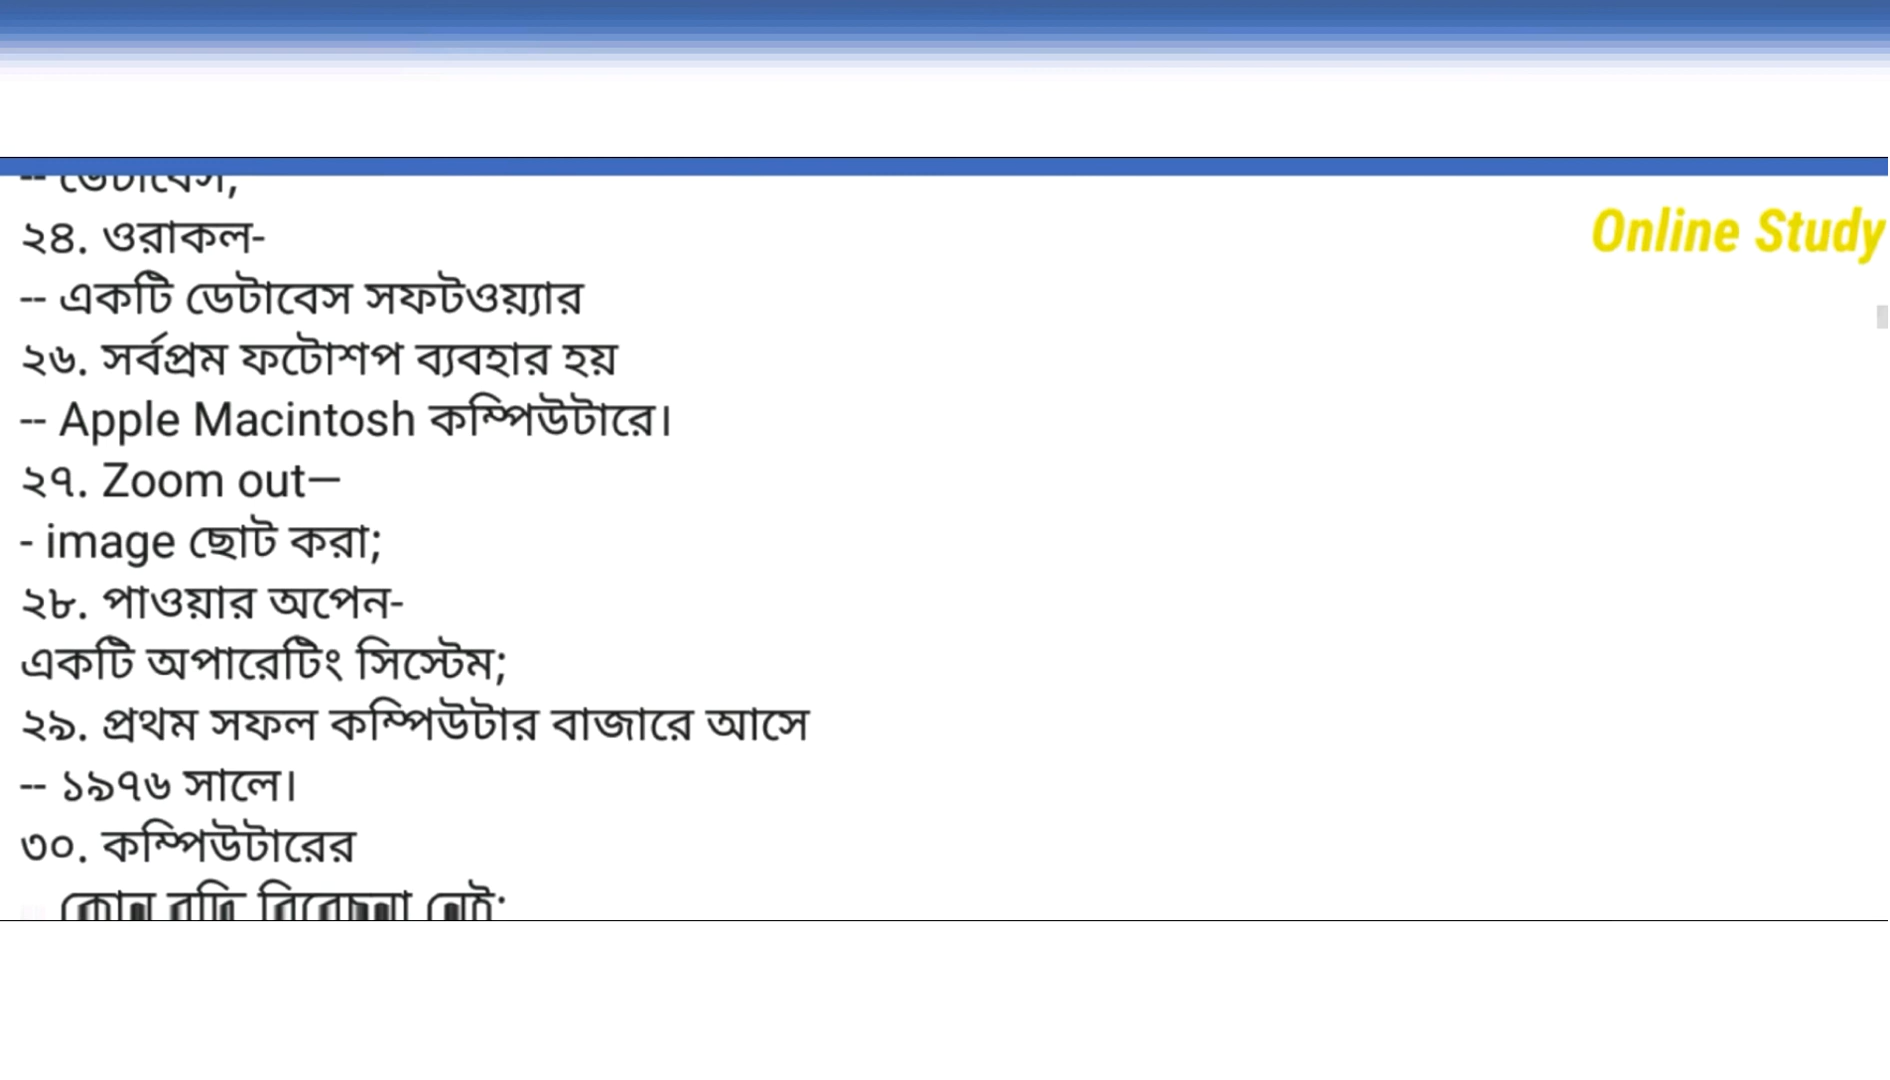 -- ডেটাবেস;
২৪. ওরাকল-
Online Study
-- একটি ডেটাবেস সফটওয়্যার
২৬. সর্বপ্রম ফটোশপ ব্যবহার হয়
-- Apple Macintosh কম্পিউটারে।
২৭. Zoom out—
- image ছোট করা;
২৮. পাওয়ার অপেন-
একটি অপারেটিং সিস্টেম;
২৯. প্রথম সফল কম্পিউটার বাজারে আসে
-- ১৯৭৬ সালে।
৩০. কম্পিউটারের
কোন বুদ্ধি বিবেচনা নেই;